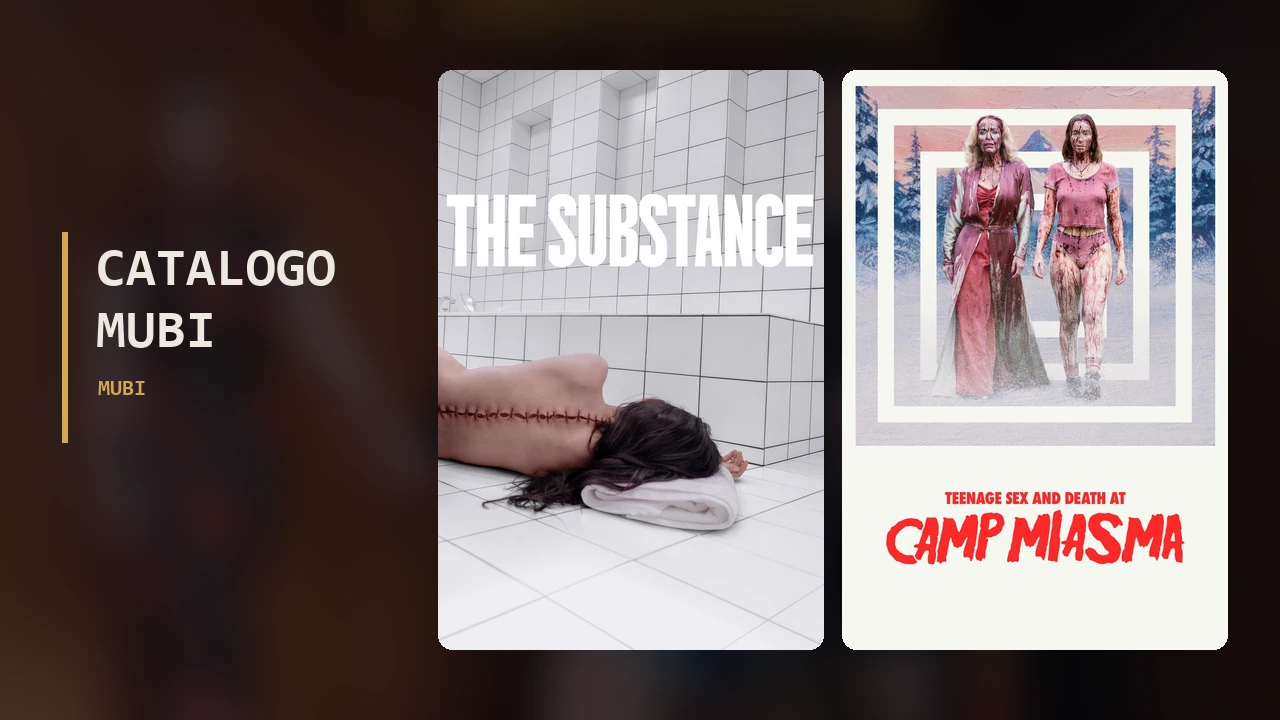 CATALOGO
MUBI
MUBI
THE SUBSTANCE
TEENAGE SEX AND DEATH AT
CAMP MIASMA